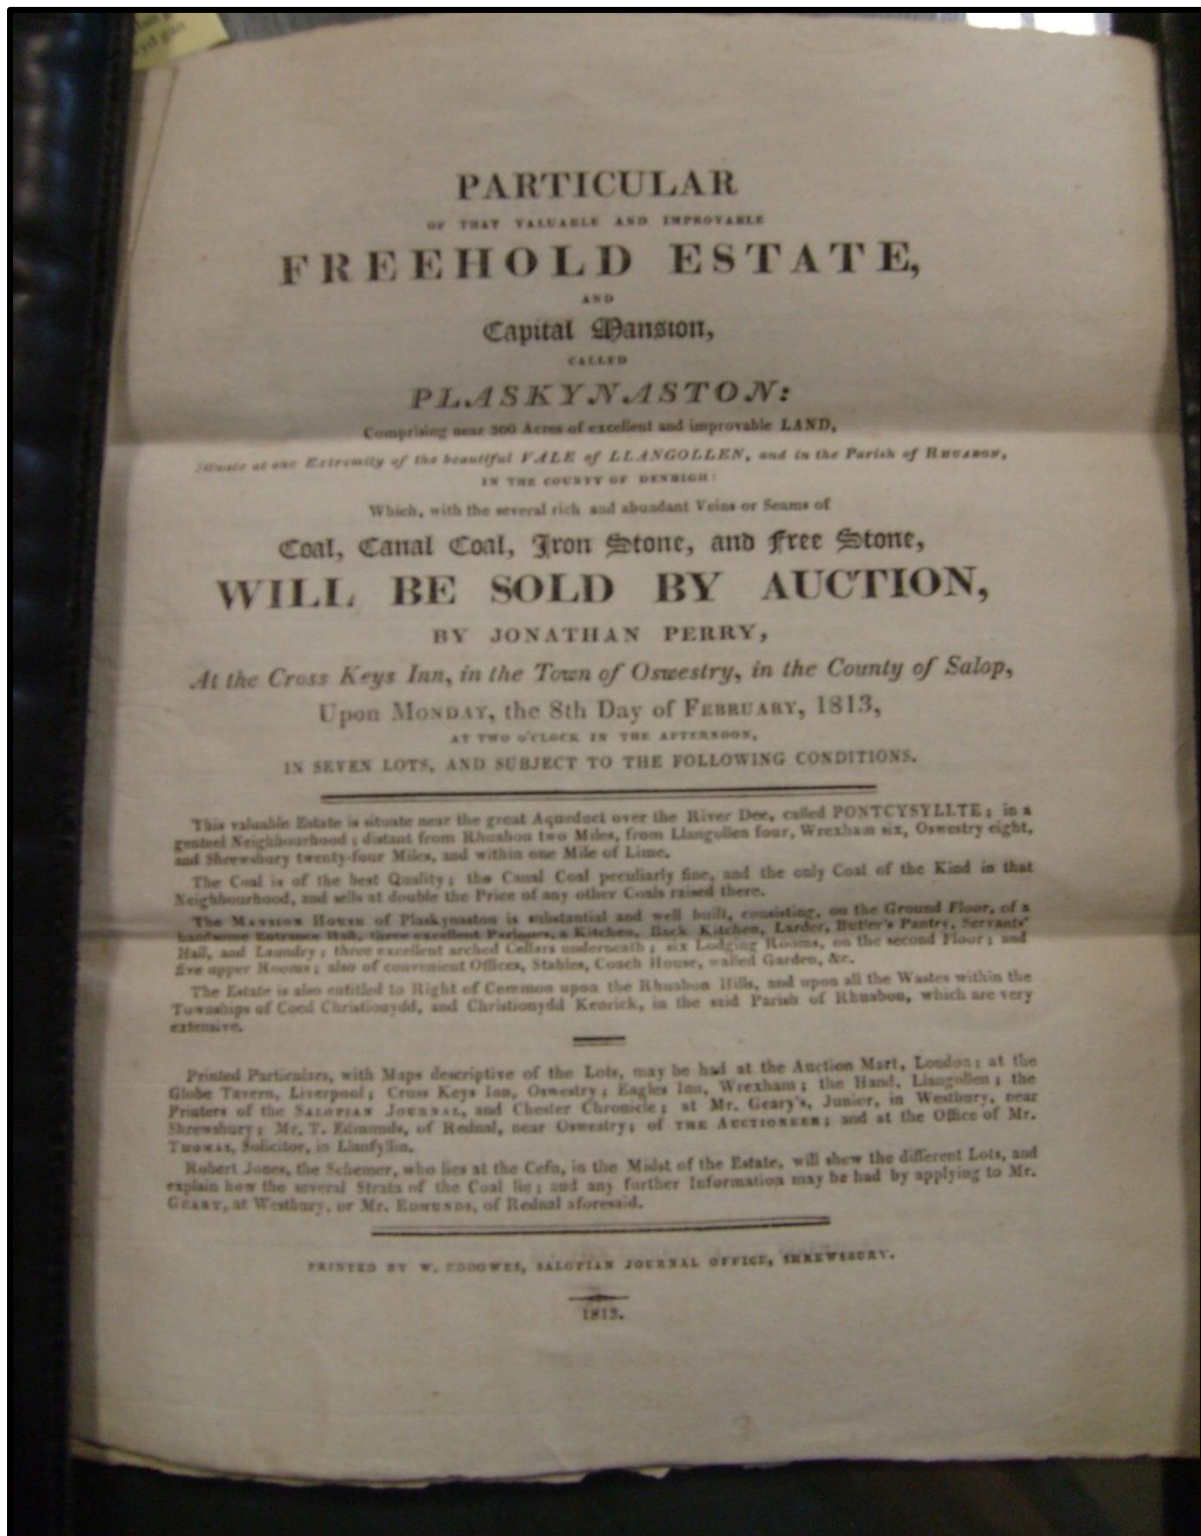 PARTICULAR
OF THAT VALUABLE AND IMPROVABLE
FREEHOLD ESTATE,
AND
Capital Mansion,
CALLED
PLASKYNASTON:
Comprising near 300 Acres of excellent and improvable LAND,
Situate at one Extremity of the beautiful VALE of LLANGOLLEN, and in the Parish of RHUABON,
IN THE COUNTY OF DENBIGH:
Which, with the several rich and abundant Veins or Seams of
Coal, Canal Coal, Iron Stone, and Free Stone,
WILL BE SOLD BY AUCTION,
BY JONATHAN PERRY,
At the Cross Keys Inn, in the Town of Oswestry, in the County of Salop,
Upon MONDAY, the 8th Day of FEBRUARY, 1813,
AT TWO O'CLOCK IN THE AFTERNOON,
IN SEVEN LOTS, AND SUBJECT TO THE FOLLOWING CONDITIONS.
This valuable Estate is situate near the great Aqueduct over the River Dee, called PONTCYSYLLTE; in a
genteel Neighbourhood; distant from Rhuabon two Miles, from Llangollen four, Wrexham six, Oswestry eight,
and Shrewsbury twenty-four Miles, and within one Mile of Lime.
The Coal is of the best Quality; the Canal Coal peculiarly fine, and the only Coal of the Kind in that
Neighbourhood, and sells at double the Price of any other Coals raised there.
The MANSION HOUSE of Plaskynaston is substantial and well built, consisting, on the Ground Floor, of a
handsome Entrance Hall, three excellent Parlours, a Kitchen, Back Kitchen, Larder, Butler's Pantry, Servants'
Hall, and Laundry; three excellent arched Cellars underneath; six Lodging Rooms, on the second Floor; and
five upper Rooms; also of convenient Offices, Stables, Coach House, walled Garden, &c.
The Estate is also entitled to Right of Common upon the Rhuabon Hills, and upon all the Wastes within the
Townships of Coed Christionydd, and Christionydd Kenrick, in the said Parish of Rhuabon, which are very
extensive.
Printed Particulars, with Maps descriptive of the Lots, may be had at the Auction Mart, London; at the
Globe Tavern, Liverpool; Cross Keys Inn, Oswestry; Eagles Inn, Wrexham; the Hand, Llangollen; the
Printers of the SALOPIAN JOURNAL, and Chester Chronicle; at Mr. Geary's, Junior, in Westbury, near
Shrewsbury; Mr. T. Edmunds, of Rednal, near Oswestry; of THE AUCTIONEER; and at the Office of Mr.
THOMAS, Solicitor, in Llanfyllin.
Robert Jones, the Schemer, who lies at the Cefn, in the Midst of the Estate, will shew the different Lots, and
explain how the several Strata of the Coal lie; and any further Information may be had by applying to Mr.
GEARY, at Westbury, or Mr. EDMUNDS, of Rednal aforesaid.
PRINTED BY W. EDDOWES, SALOPIAN JOURNAL OFFICE, SHREWSBURY.
1813.